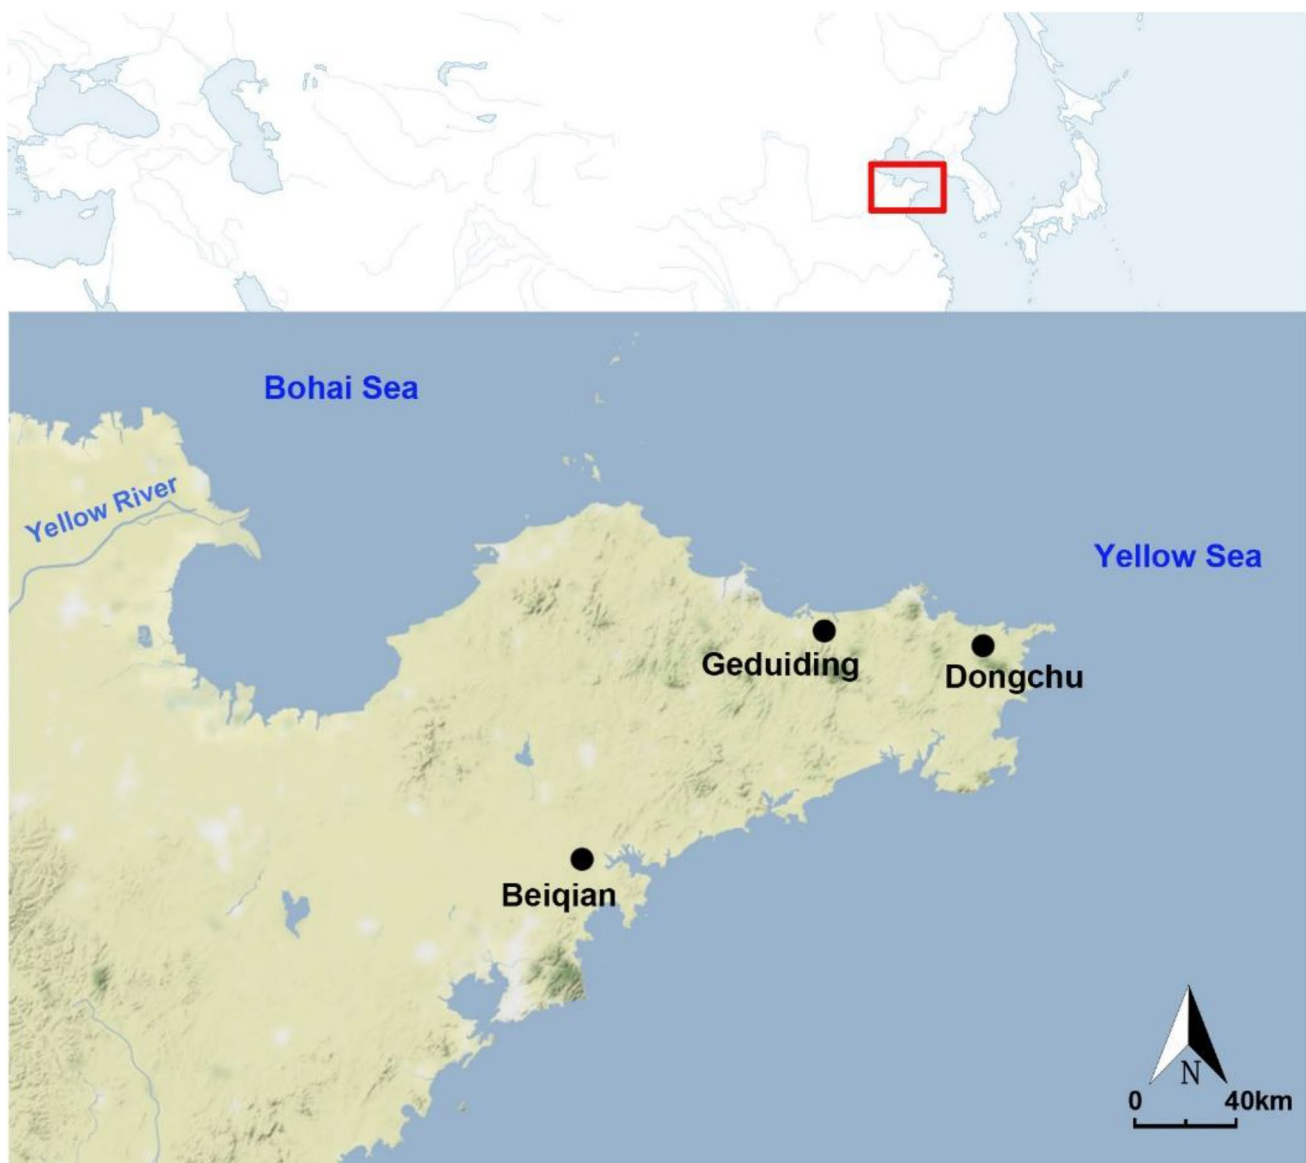 Bohai Sea
Yellow River
Yellow Sea
Geduiding
Dongchu
Beiqian
N
0 40km